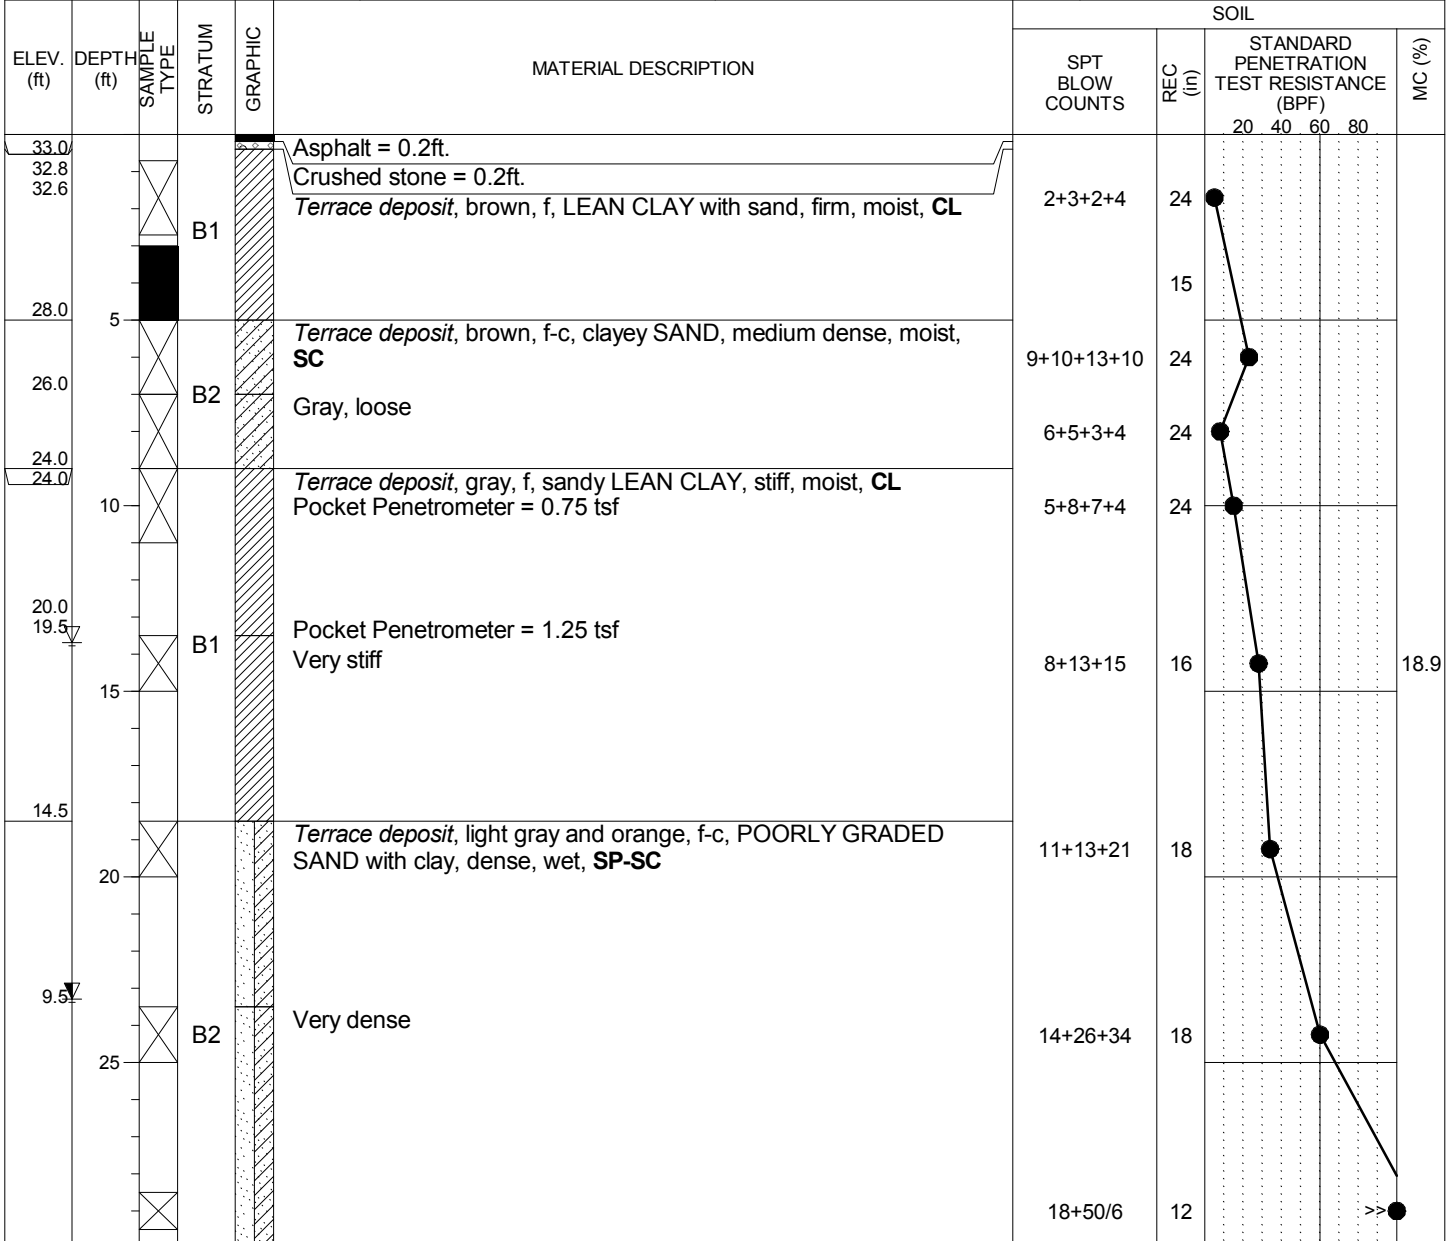 SOIL
ELEV.
(ft)
DEPTH
(ft)
SAMPLE
TYPE
STRATUM
GRAPHIC
MATERIAL DESCRIPTION
SPT
BLOW
COUNTS
REC
(in)
STANDARD
PENETRATION
TEST RESISTANCE
(BPF)
20 40 60 80
MC (%)
33.0
Asphalt = 0.2ft.
32.8
Crushed stone = 0.2ft.
32.6
Terrace deposit, brown, f, LEAN CLAY with sand, firm, moist, CL
2+3+2+4 24
B1
15
28.0
5
Terrace deposit, brown, f-c, clayey SAND, medium dense, moist,
SC
9+10+13+10 24
26.0
B2
Gray, loose
6+5+3+4 24
24.0
24.0
Terrace deposit, gray, f, sandy LEAN CLAY, stiff, moist, CL
10
Pocket Penetrometer = 0.75 tsf
5+8+7+4 24
20.0
19.5
Pocket Penetrometer = 1.25 tsf
B1
Very stiff
8+13+15 16 18.9
15
14.5
Terrace deposit, light gray and orange, f-c, POORLY GRADED
SAND with clay, dense, wet, SP-SC
11+13+21 18
20
9.5
Very dense
B2
14+26+34 18
25
18+50/6 12 >>